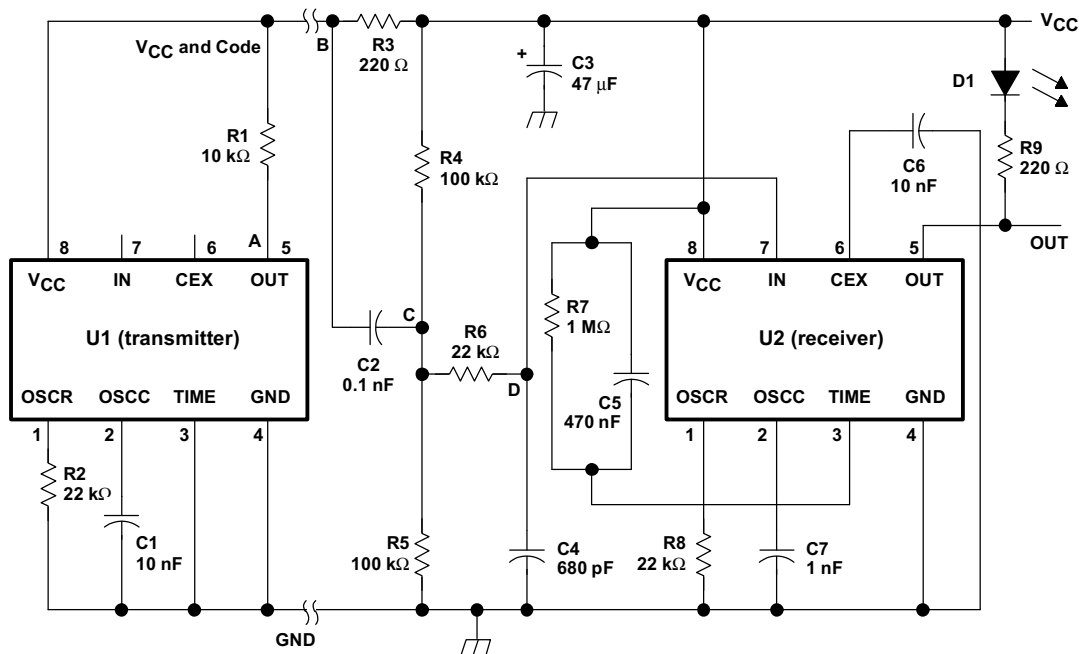 VCC and Code
B
R3
220 Ω
VCC
+
C3
47 μF
D1
R1
10 kΩ
R4
100 kΩ
C6
10 nF
R9
220 Ω
OUT
8
7
6
A
5
VCC
IN
CEX
OUT
U1 (transmitter)
OSCR
OSCC
TIME
GND
1
2
3
4
R2
22 kΩ
C1
10 nF
GND
C
C2
0.1 nF
R6
22 kΩ
D
R5
100 kΩ
C4
680 pF
R7
1 MΩ
C5
470 nF
8
7
6
5
VCC
IN
CEX
OUT
U2 (receiver)
OSCR
OSCC
TIME
GND
1
2
3
4
R8
22 kΩ
C7
1 nF